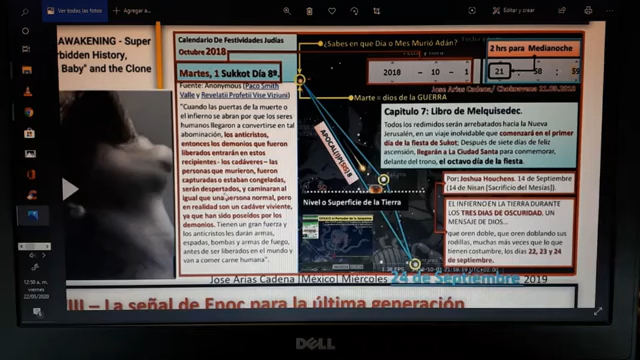 Ver todas las fotos
Agregar a...
Editar y crear
AWAKENING - Super
rbidden History,
Baby" and the Clone
Calendario De Festividades Judías
Octubre 2018
Martes, 1 Sukkot Día 8º.
Fuente: Anonymous (Paco Smith
Valle y Revelatii Profetii Vise Viziuni)
"Cuando las puertas de la muerte o
el infierno se abran por que los seres
humanos llegaron a convertirse en tal
abominación, los anticristos,
entonces los demonios que fueron
liberados entrarán en estos
recipientes - los cadáveres – las
personas que murieron, fueron
capturadas o estaban congeladas,
serán despertados, y caminaran al
igual que una persona normal, pero
en realidad son un cadáver viviente,
ya que han sido poseídos por los
demonios. Tienen un gran fuerza y
los anticristos les darán armas,
espadas, bombas y armas de fuego,
antes de ser liberados en el mundo y
van a comer carne humana".
¿Sabes en que Día o Mes Murió Adán?
2 hrs para Medianoche
2018 - 10 - 1
21 : 58 : 59
Marte = dios de la GUERRA
Capitulo 7: Libro de Melquisedec.
Todos los redimidos serán arrebatados hacia la Nueva
Jerusalén, en un viaje inolvidable que comenzará en el primer
día de la fiesta de Sukot; Después de siete días de feliz
ascensión, llegarán a La Ciudad Santa para conmemorar,
delante del trono, el octavo día de la fiesta.
Nivel o Superficie de la Tierra
Por: Joshua Houchens. 14 de Septiembre
(14 de Nisan [Sacrificio del Mesías]).
EL INFIERNO EN LA TIERRA DURANTE
LOS TRES DIAS DE OSCURIDAD, UN
MENSAJE DE DIOS...
que oren doble, que oren doblando sus
rodillas, muchas más veces que lo que
tienen costumbre, los días 22, 23 y 24
de septiembre.
Jose Arias Cadena |México| Miércoles 24 de Septiembre 2019
III – La señal de Enoc para la última generación
12:50 a. m.
viernes
22/05/2020
DELL